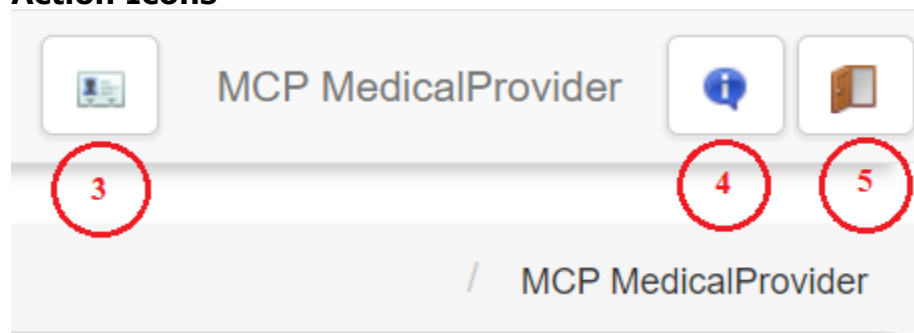 Action Icons
MCP MedicalProvider
3
4
5
/ MCP MedicalProvider